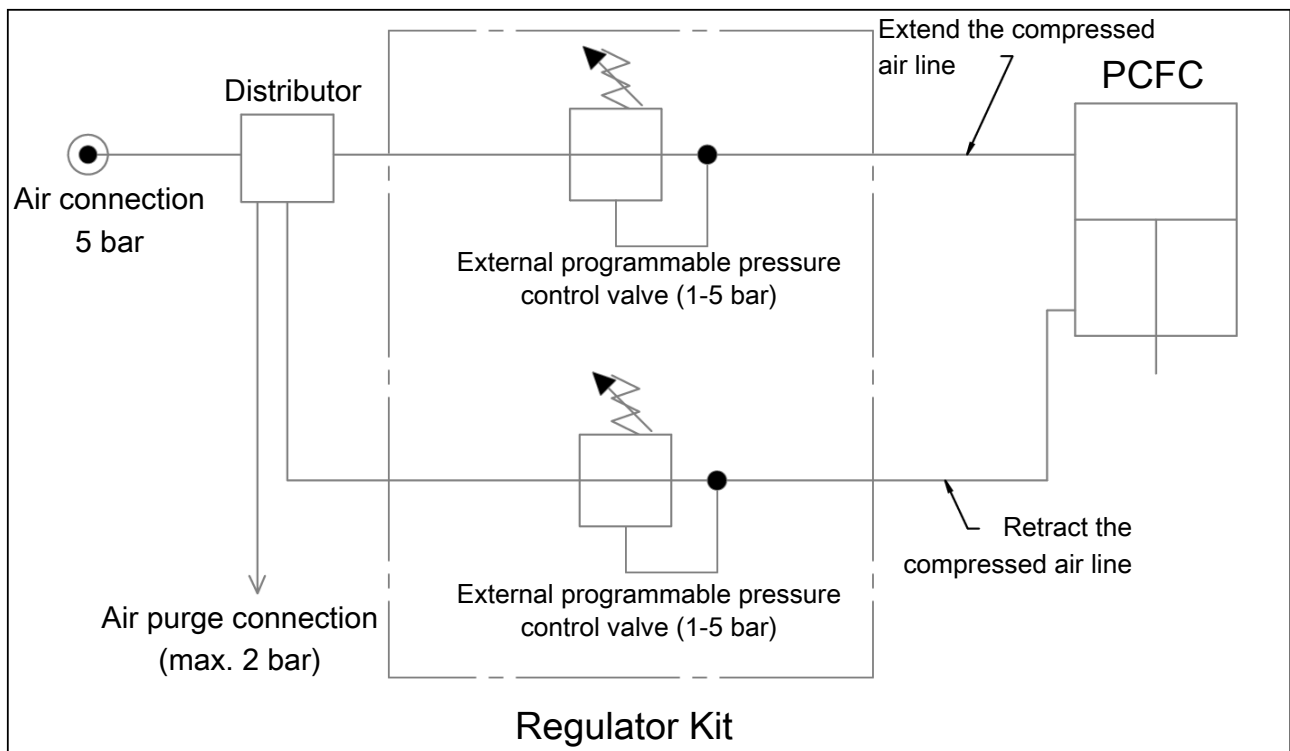 Extend the compressed
air line
PCFC
Distributor
Air connection
5 bar
External programmable pressure
control valve (1-5 bar)
Retract the
compressed air line
External programmable pressure
control valve (1-5 bar)
Air purge connection
(max. 2 bar)
Regulator Kit